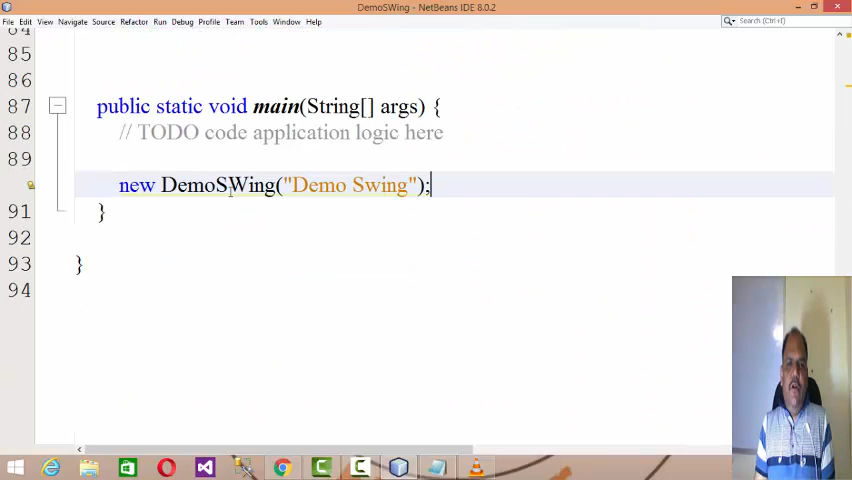 DemoSWing - NetBeans IDE 8.0.2
File Edit View Navigate Source Refactor Run Debug Profile Team Tools Window Help
Search (Ctrl+I)
84
85
86
87 public static void main(String[] args) {
88 // TODO code application logic here
89
new DemoSWing("Demo Swing");
91 }
92
93 }
94